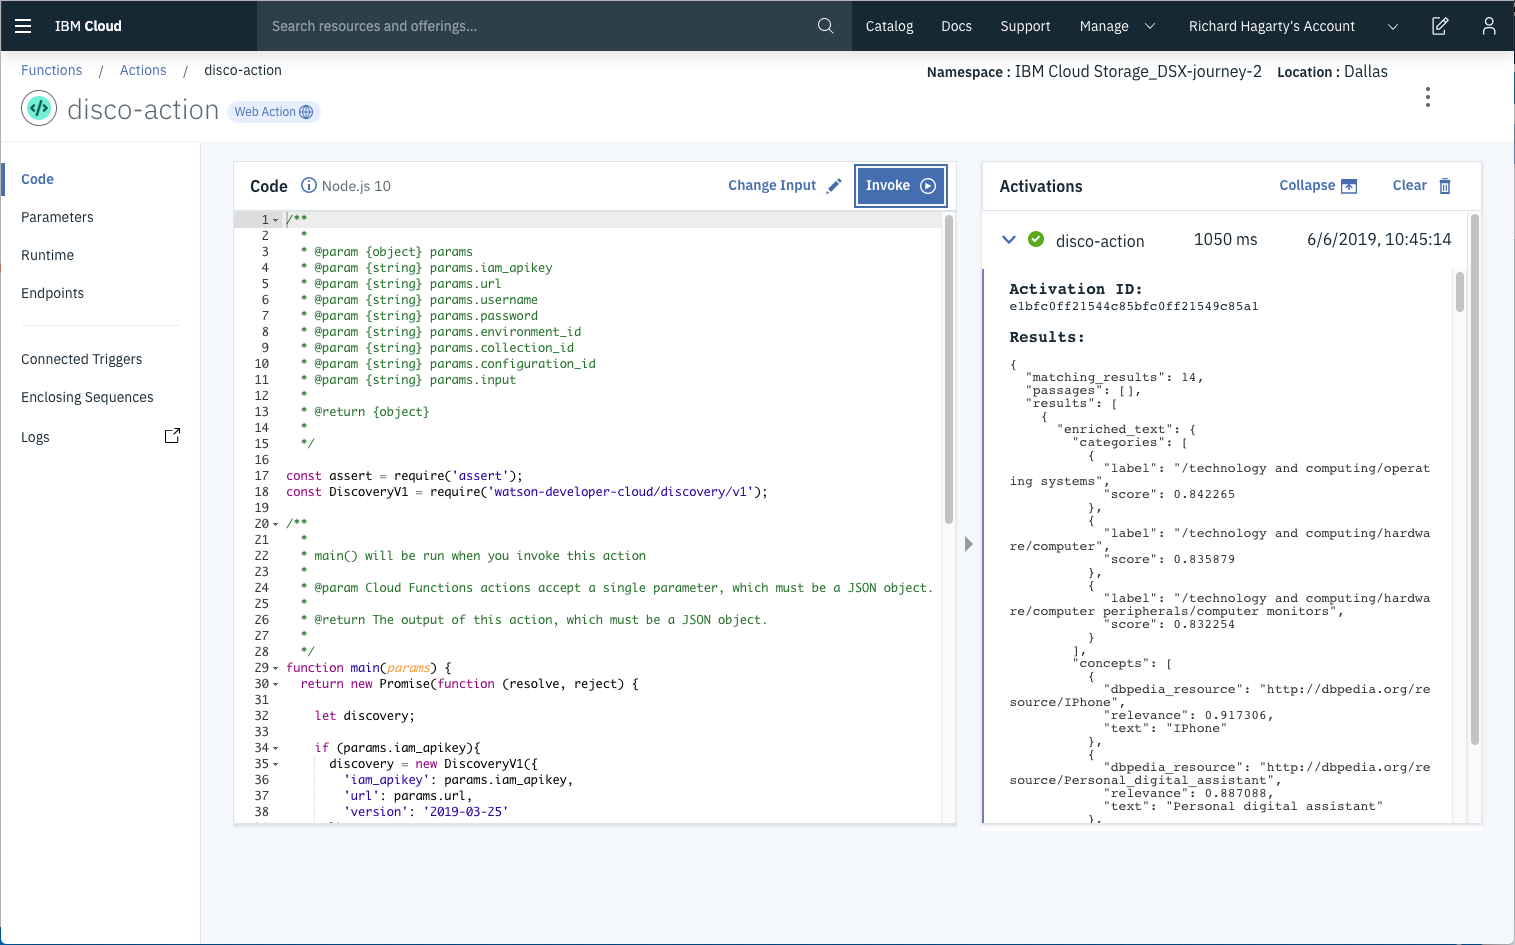 IBM Cloud
Search resources and offerings...
Catalog
Docs
Support
Manage
Richard Hagarty's Account
Functions / Actions / disco-action
Namespace : IBM Cloud Storage_DSX-journey-2 Location : Dallas
disco-action
Web Action
Code
Parameters
Runtime
Endpoints
Connected Triggers
Enclosing Sequences
Logs
Code
Node.js 10
Change Input
Invoke
1 /**
2 *
3 * @param {object} params
4 * @param {string} params.iam_apikey
5 * @param {string} params.url
6 * @param {string} params.username
7 * @param {string} params.password
8 * @param {string} params.environment_id
9 * @param {string} params.collection_id
10 * @param {string} params.configuration_id
11 * @param {string} params.input
12 *
13 * @return {object}
14 *
15 */
16
17 const assert = require('assert');
18 const DiscoveryV1 = require('watson-developer-cloud/discovery/v1');
19
20 /**
21 *
22 * main() will be run when you invoke this action
23 *
24 * @param Cloud Functions actions accept a single parameter, which must be a JSON object.
25 *
26 * @return The output of this action, which must be a JSON object.
27 *
28 */
29 function main(params) {
30 return new Promise(function (resolve, reject) {
31
32 let discovery;
33
34 if (params.iam_apikey){
35 discovery = new DiscoveryV1({
36 'iam_apikey': params.iam_apikey,
37 'url': params.url,
38 'version': '2019-03-25'
Activations
Collapse
Clear
disco-action
1050 ms
6/6/2019, 10:45:14
Activation ID:
e1bfc0ff21544c85bfc0ff21549c85a1
Results:
{
"matching_results": 14,
"passages": [],
"results": [
{
"enriched_text": {
"categories": [
{
"label": "/technology and computing/operat
ing systems",
"score": 0.842265
},
{
"label": "/technology and computing/hardwa
re/computer",
"score": 0.835879
},
{
"label": "/technology and computing/hardwa
re/computer peripherals/computer monitors",
"score": 0.832254
}
],
"concepts": [
{
"dbpedia_resource": "http://dbpedia.org/re
source/IPhone",
"relevance": 0.917306,
"text": "IPhone"
},
{
"dbpedia_resource": "http://dbpedia.org/re
source/Personal_digital_assistant",
"relevance": 0.887088,
"text": "Personal digital assistant"
},